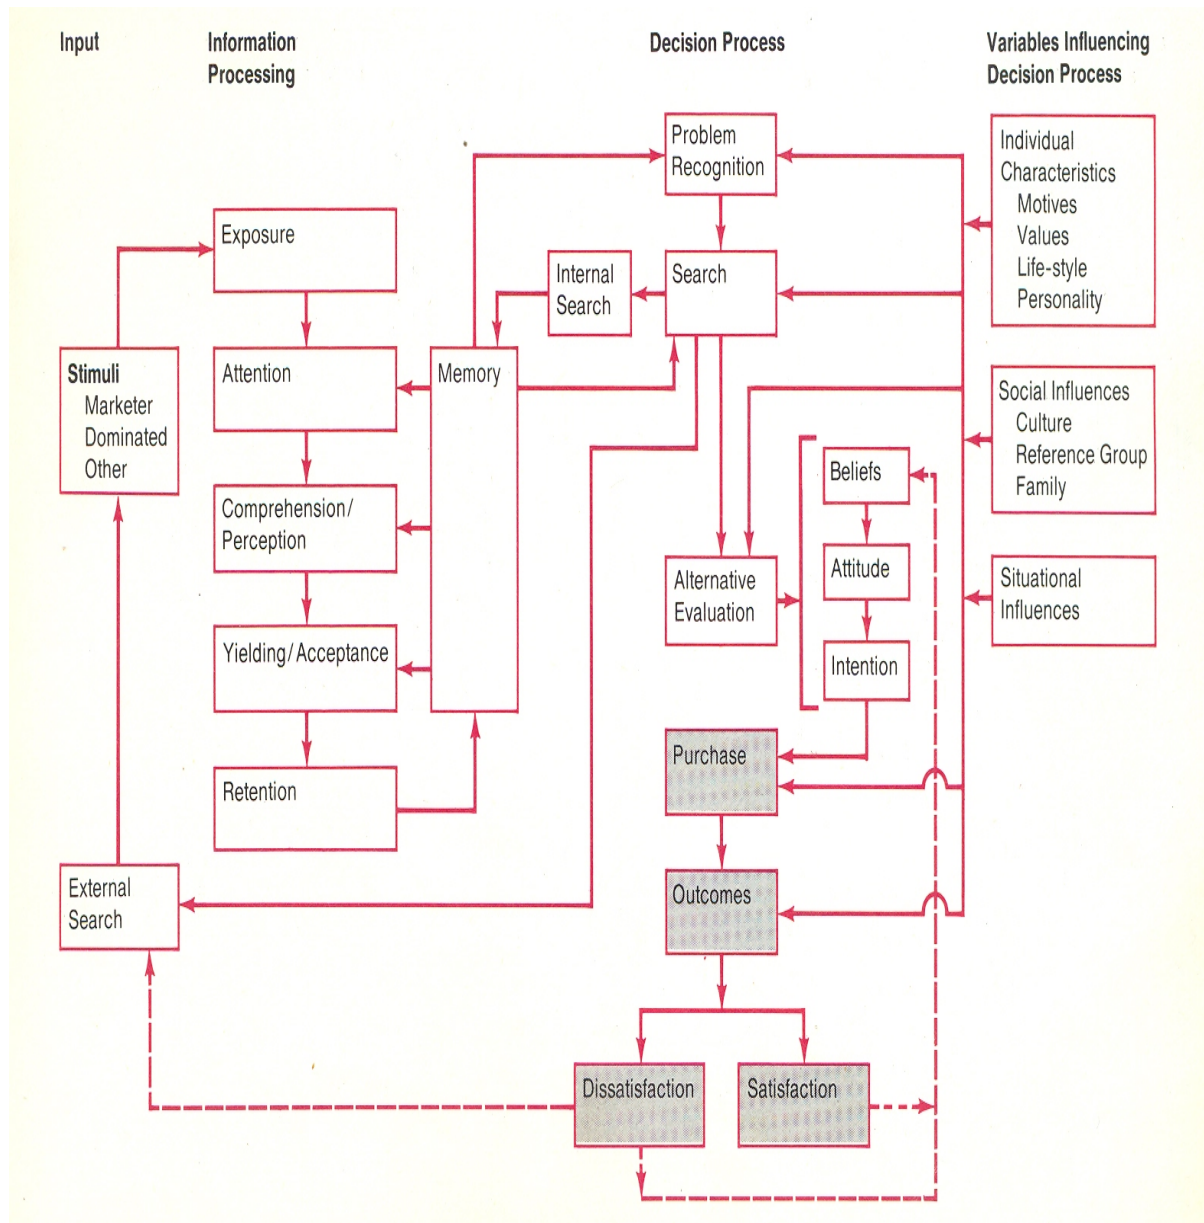 Input
Information
Processing
Decision Process
Variables Influencing
Decision Process
Problem
Recognition
Individual
Characteristics
Motives
Values
Life-style
Personality
Exposure
Internal
Search
Search
Stimuli
Marketer
Dominated
Other
Attention
Memory
Social Influences
Culture
Reference Group
Family
Beliefs
Comprehension/
Perception
Alternative
Evaluation
Attitude
Situational
Influences
Yielding/Acceptance
Intention
Purchase
Retention
External
Search
Outcomes
Dissatisfaction
Satisfaction